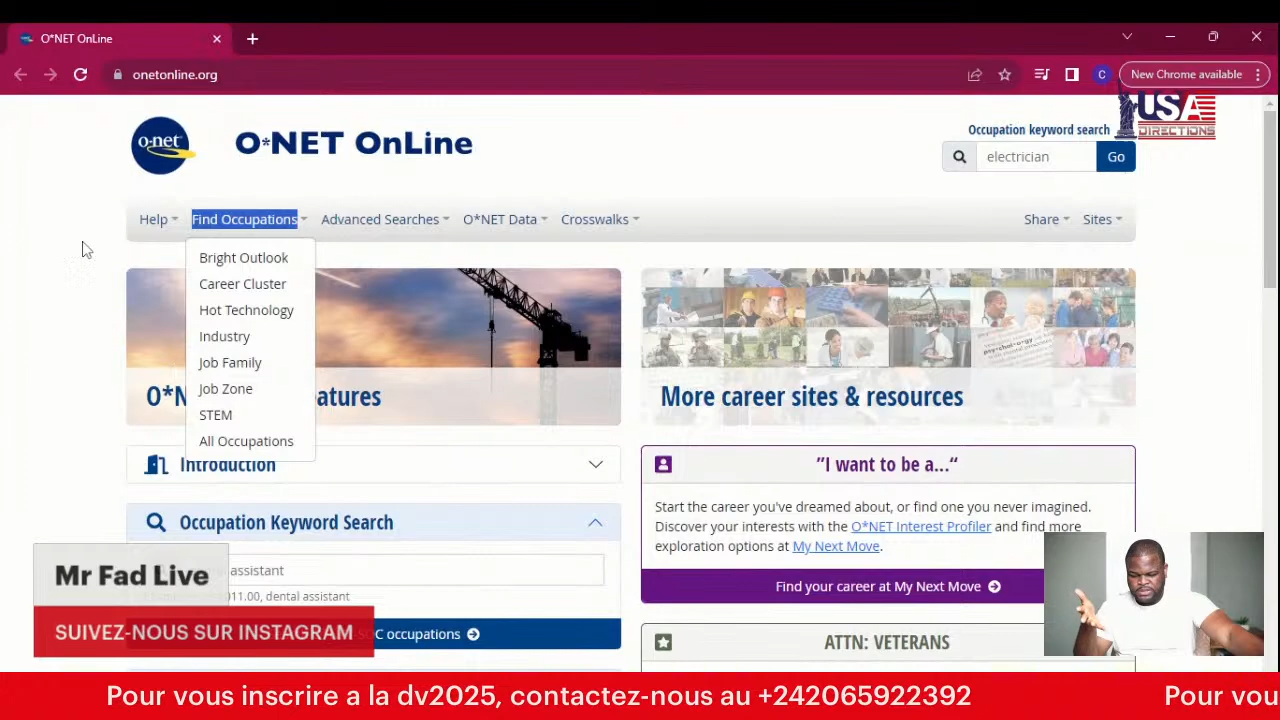 O*NET OnLine
onetonline.org
C
New Chrome available
USA
DIRECTIONS
o·net
O*NET OnLine
Occupation keyword search
electrician
Go
Help
Find Occupations
Advanced Searches
O*NET Data
Crosswalks
Share
Sites
Bright Outlook
Career Cluster
Hot Technology
Industry
Job Family
Job Zone
STEM
All Occupations
O*N
atures
More career sites & resources
Introduction
"I want to be a..."
Start the career you've dreamed about, or find one you never imagined.
Discover your interests with the O*NET Interest Profiler and find more
exploration options at My Next Move.
Occupation Keyword Search
assistant
011.00, dental assistant
Find your career at My Next Move
OC occupations
ATTN: VETERANS
Mr Fad Live
SUIVEZ-NOUS SUR INSTAGRAM
Pour vous inscrire a la dv2025, contactez-nous au +242065922392
Pour vou